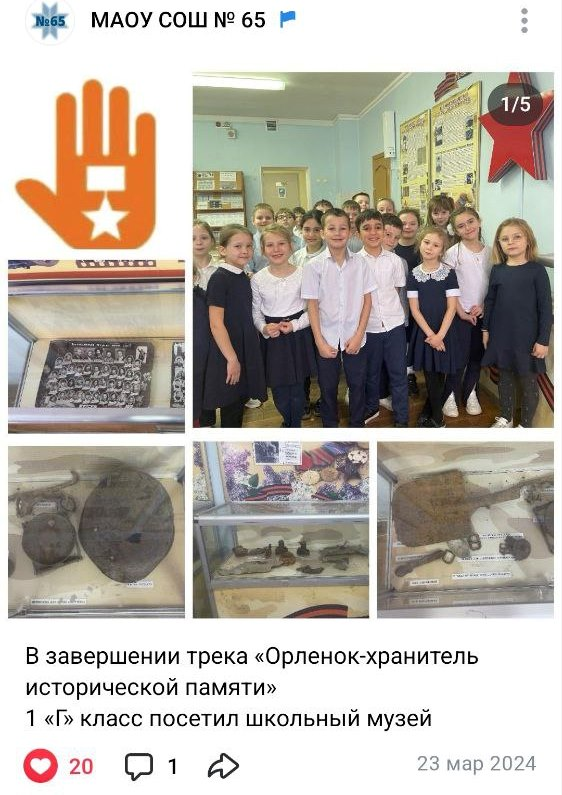 №65
МАОУ СОШ № 65
1/5
В завершении трека «Орленок-хранитель
исторической памяти»
1 «Г» класс посетил школьный музей
20
1
23 мар 2024